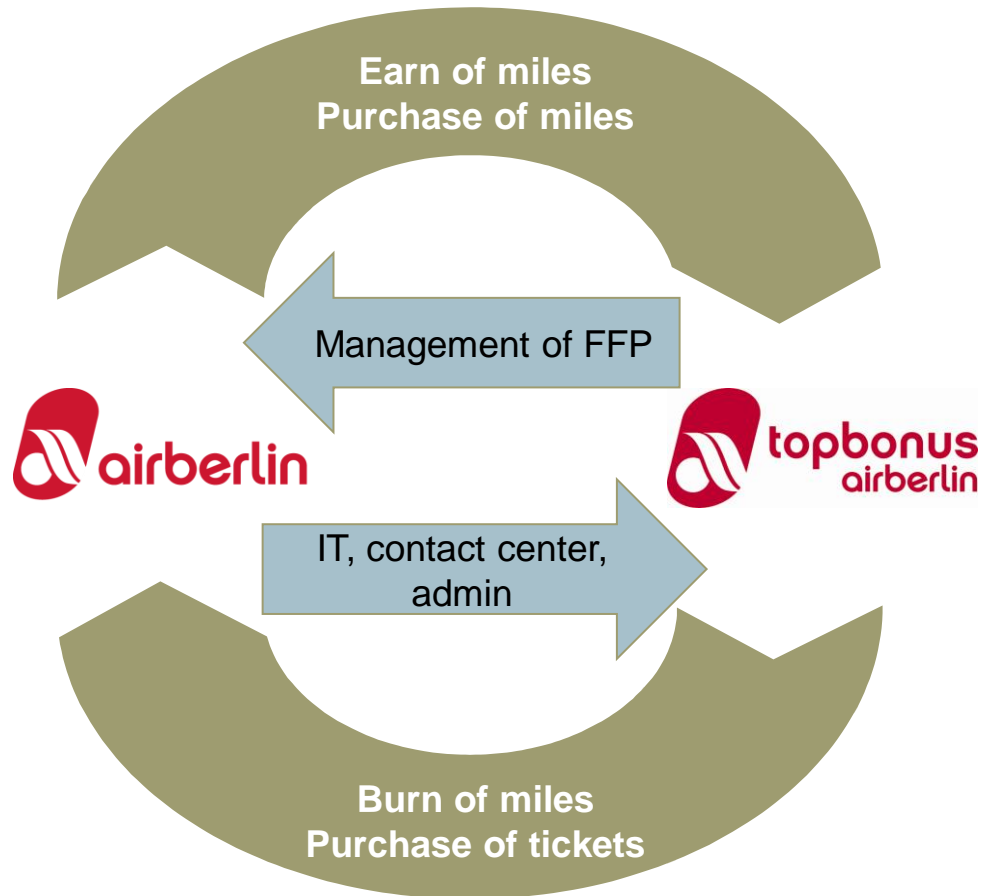 Earn of miles
Purchase of miles
Management of FFP
airberlin
topbonus
airberlin
IT, contact center,
admin
Burn of miles
Purchase of tickets